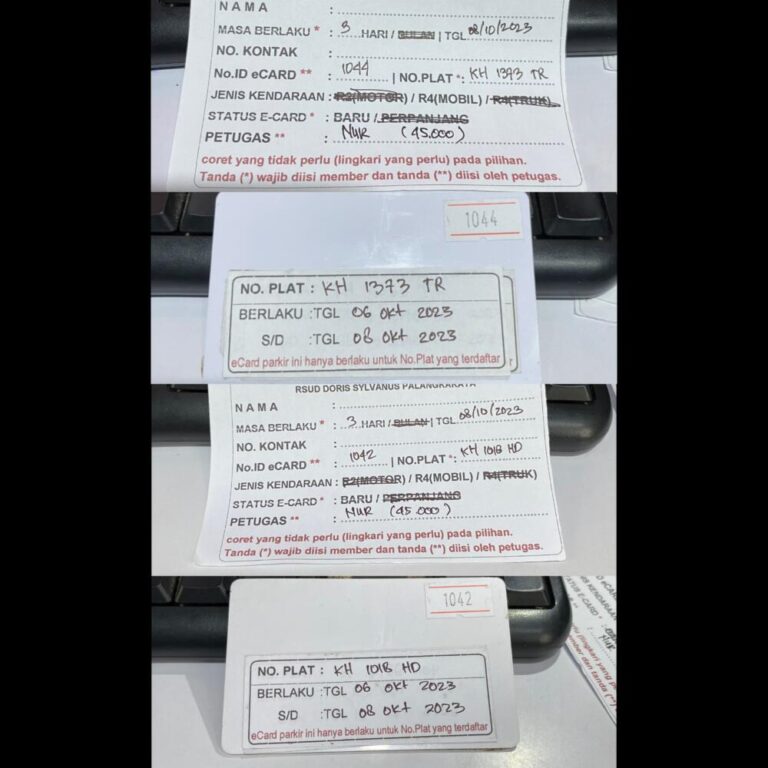 NAMA :
MASA BERLAKU * : 3 HARI / BULAN | TGL 08/10/2023
NO. KONTAK :
No.ID eCARD ** : 1044 | NO.PLAT *: KH 1373 TR
JENIS KENDARAAN : R2(MOTOR) / R4(MOBIL) / R4(TRUK)
STATUS E-CARD * : BARU / PERPANJANG
PETUGAS ** : NUR (45.000)
coret yang tidak perlu (lingkari yang perlu) pada pilihan.
Tanda (*) wajib diisi member dan tanda (**) diisi oleh petugas.
1044
NO. PLAT : KH 1373 TR
BERLAKU :TGL 06 OKt 2023
S/D :TGL 08 OKt 2023
eCard parkir ini hanya berlaku untuk No.Plat yang terdaftar
RSUD DORIS SYLVANUS PALANGKARAYA
NAMA :
MASA BERLAKU * : 3 HARI / BULAN | TGL 08/10/2023
NO. KONTAK :
No.ID eCARD ** : 1042 | NO.PLAT *: KH 1018 HD
JENIS KENDARAAN : R2(MOTOR) / R4(MOBIL) / R4(TRUK)
STATUS E-CARD * : BARU / PERPANJANG
PETUGAS ** : NUR (45.000)
coret yang tidak perlu (lingkari yang perlu) pada pilihan.
Tanda (*) wajib diisi member dan tanda (**) diisi oleh petugas.
1042
NO. PLAT : KH 1018 HD
BERLAKU :TGL 06 OKt 2023
S/D :TGL 08 OKt 2023
eCard parkir ini hanya berlaku untuk No.Plat yang terdaftar